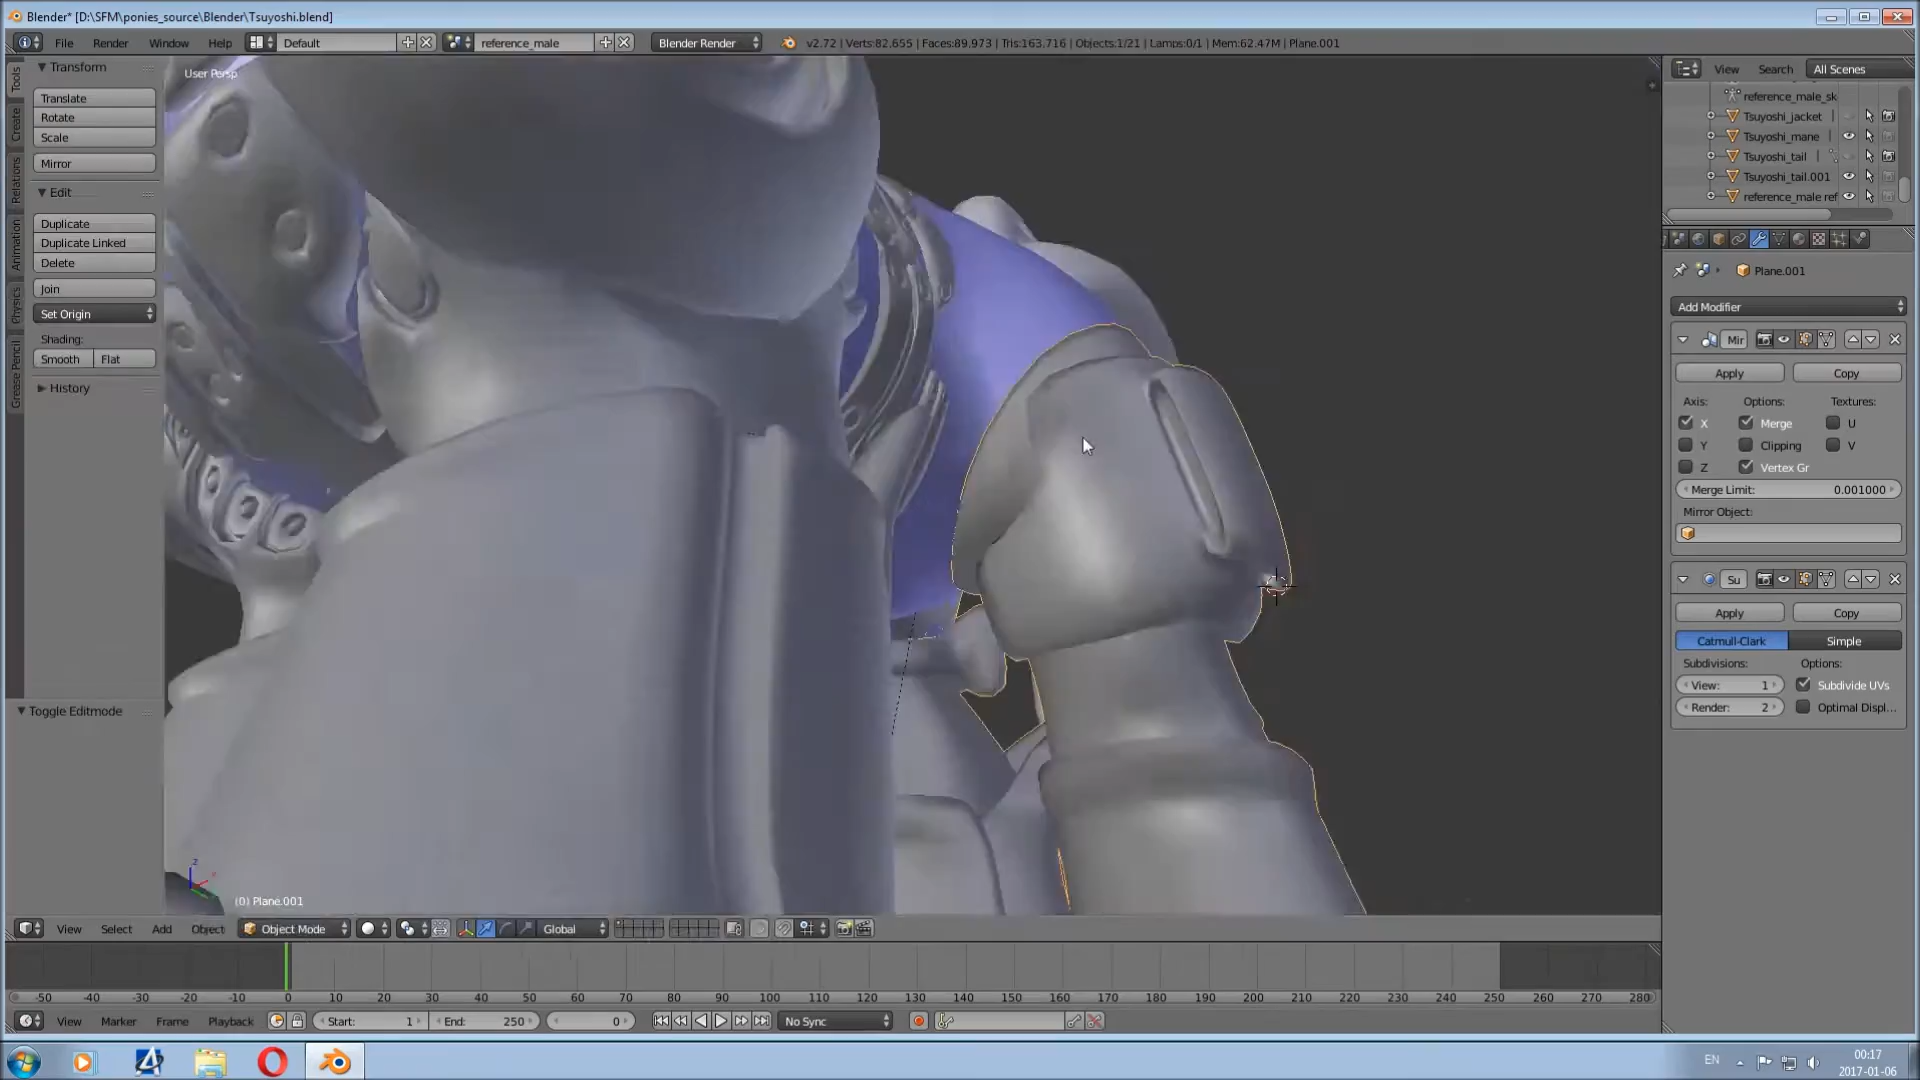 Blender* [D:\SFM\ponies_source\Blender\Tsuyoshi.blend]
File Render Window Help Default reference_male Blender Render v2.72 | Verts:82.655 | Faces:89.973 | Tris:163.716 | Objects:1/21 | Lamps:0/1 | Mem:62.47M | Plane.001
Transform
Translate
Rotate
Scale
Mirror
Edit
Duplicate
Duplicate Linked
Delete
Join
Set Origin
Shading:
Smooth Flat
History
Toggle Editmode
Tools
Create
Relations
Animation
Physics
Grease Pencil
User Persp
(0) Plane.001
View Search All Scenes
reference_male_sk
Tsuyoshi_jacket
Tsuyoshi_mane
Tsuyoshi_tail
Tsuyoshi_tail.001
reference_male ref
Plane.001
Add Modifier
Mir
Apply Copy
Axis: Options: Textures:
X Merge U
Y Clipping V
Z Vertex Gr
Merge Limit: 0.001000
Mirror Object:
Su
Apply Copy
Catmull-Clark Simple
Subdivisions: Options:
View: 1 Subdivide UVs
Render: 2 Optimal Displ...
View Select Add Object Object Mode Global
-50 -40 -30 -20 -10 0 10 20 30 40 50 60 70 80 90 100 110 120 130 140 150 160 170 180 190 200 210 220 230 240 250 260 270 280
View Marker Frame Playback Start: 1 End: 250 0 No Sync
EN 00:17
2017-01-06